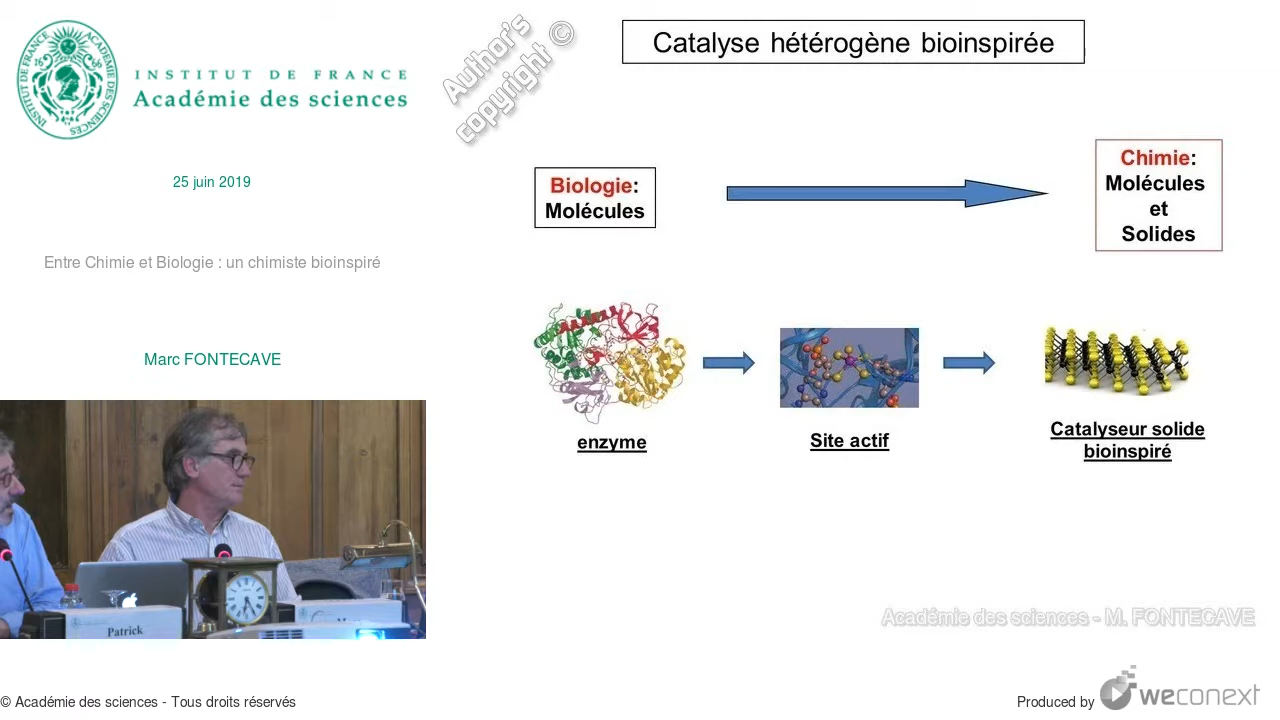 INSTITUT DE FRANCE
Académie des sciences
25 juin 2019
Entre Chimie et Biologie : un chimiste bioinspiré
Marc FONTECAVE
Patrick
Author's
copyright ©
Catalyse hétérogène bioinspirée
Biologie:
Molécules
Chimie:
Molécules
et
Solides
enzyme
Site actif
Catalyseur solide
bioinspiré
Académie des sciences - M. FONTECAVE
© Académie des sciences - Tous droits réservés
Produced by weconext